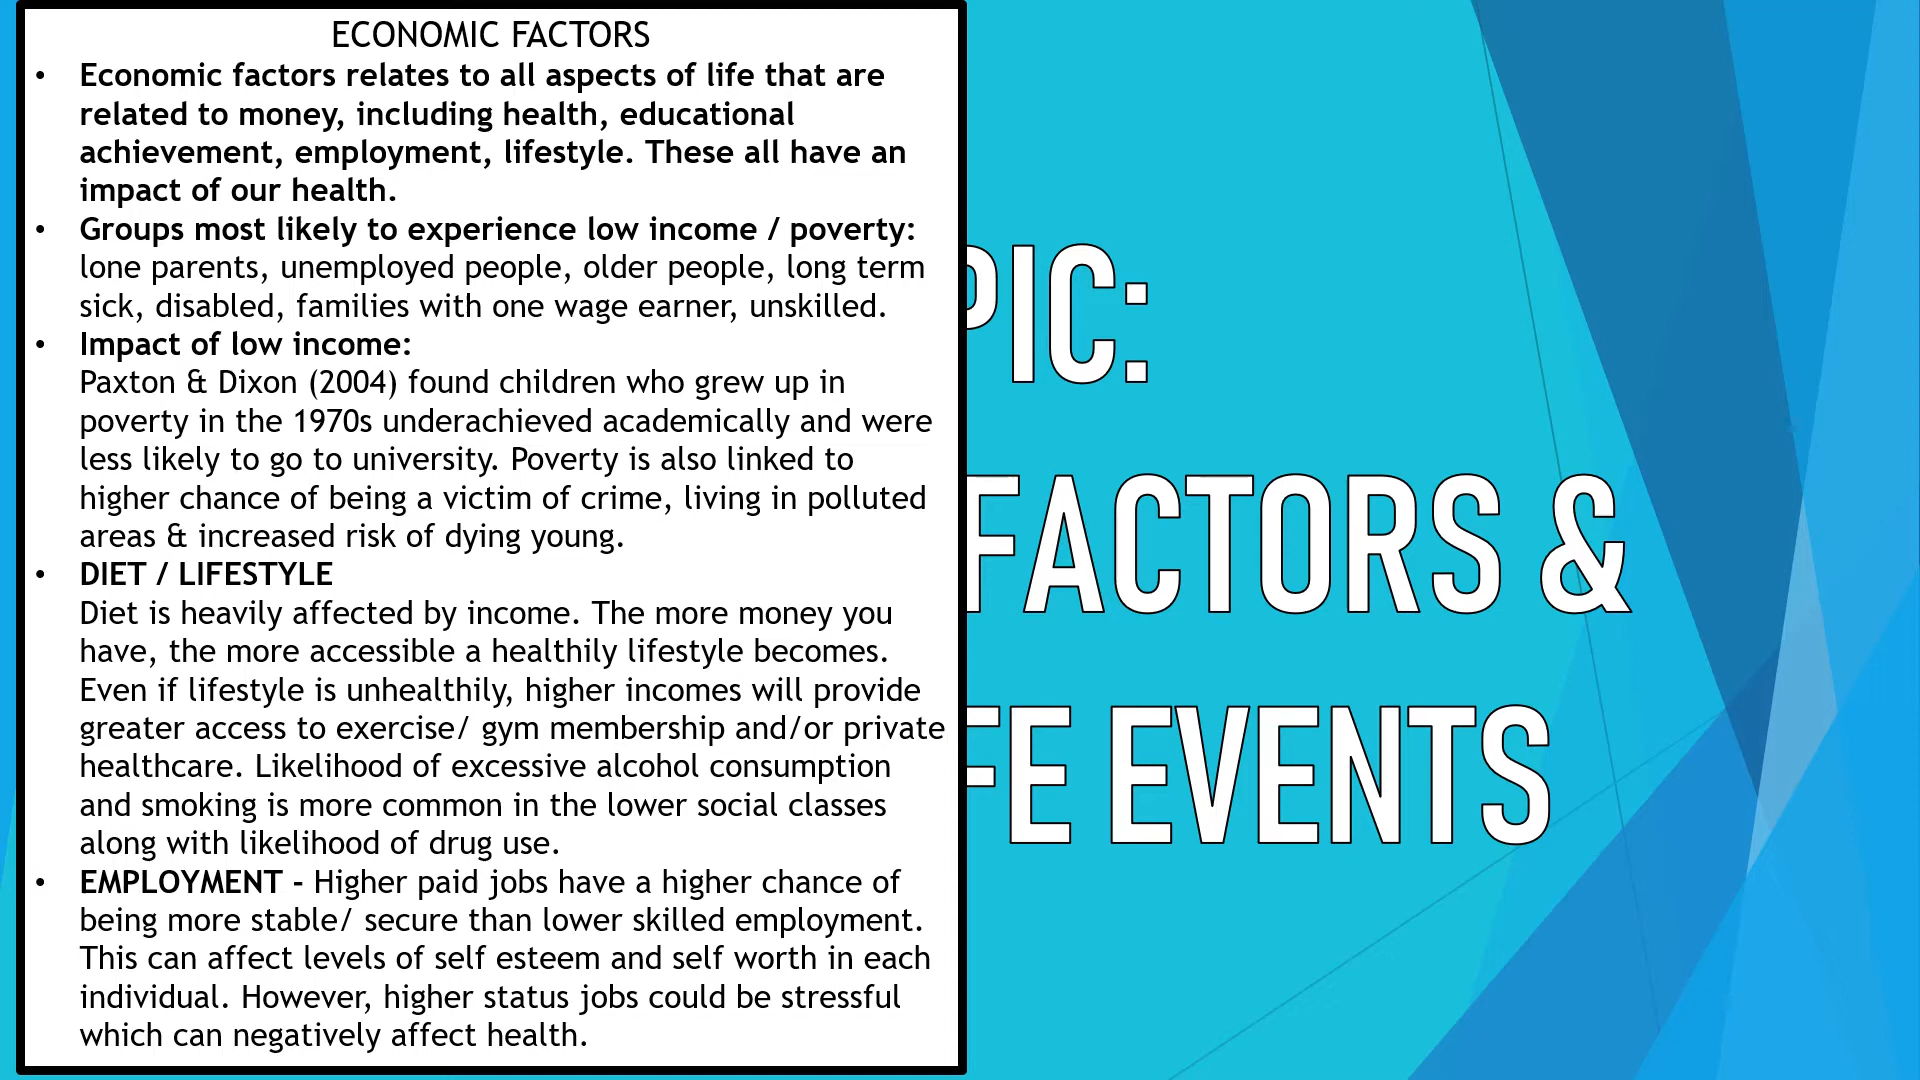 ECONOMIC FACTORS
• Economic factors relates to all aspects of life that are
related to money, including health, educational
achievement, employment, lifestyle. These all have an
impact of our health.
• Groups most likely to experience low income / poverty:
lone parents, unemployed people, older people, long term
sick, disabled, families with one wage earner, unskilled.
• Impact of low income:
Paxton & Dixon (2004) found children who grew up in
poverty in the 1970s underachieved academically and were
less likely to go to university. Poverty is also linked to
higher chance of being a victim of crime, living in polluted
areas & increased risk of dying young.
• DIET / LIFESTYLE
Diet is heavily affected by income. The more money you
have, the more accessible a healthily lifestyle becomes.
Even if lifestyle is unhealthily, higher incomes will provide
greater access to exercise/ gym membership and/or private
healthcare. Likelihood of excessive alcohol consumption
and smoking is more common in the lower social classes
along with likelihood of drug use.
• EMPLOYMENT - Higher paid jobs have a higher chance of
being more stable/ secure than lower skilled employment.
This can affect levels of self esteem and self worth in each
individual. However, higher status jobs could be stressful
which can negatively affect health.
PIC:
FACTORS &
FE EVENTS